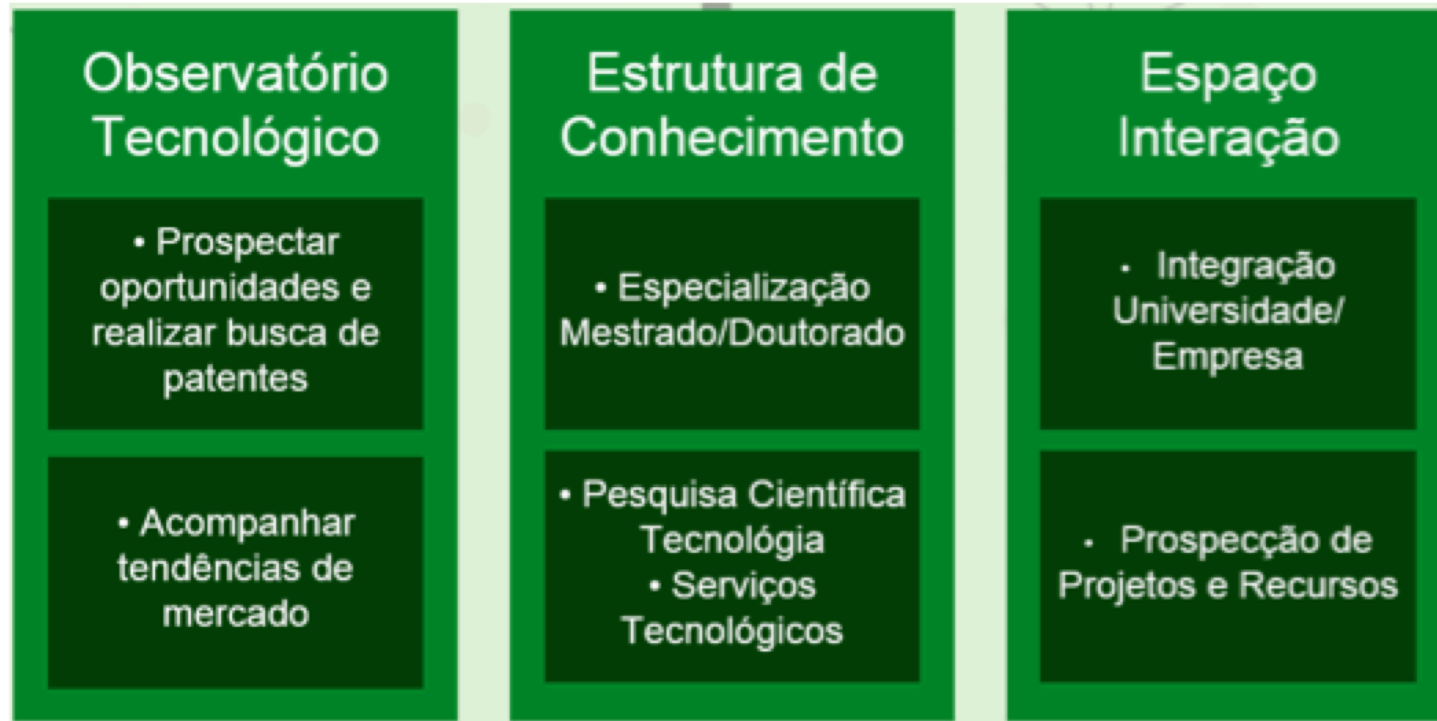 Observatório
Tecnológico
• Prospectar
oportunidades e
realizar busca de
patentes
• Acompanhar
tendências de
mercado
Estrutura de
Conhecimento
• Especialização
Mestrado/Doutorado
• Pesquisa Científica
Tecnológia
• Serviços
Tecnológicos
Espaço
Interação
• Integração
Universidade/
Empresa
• Prospecção de
Projetos e Recursos